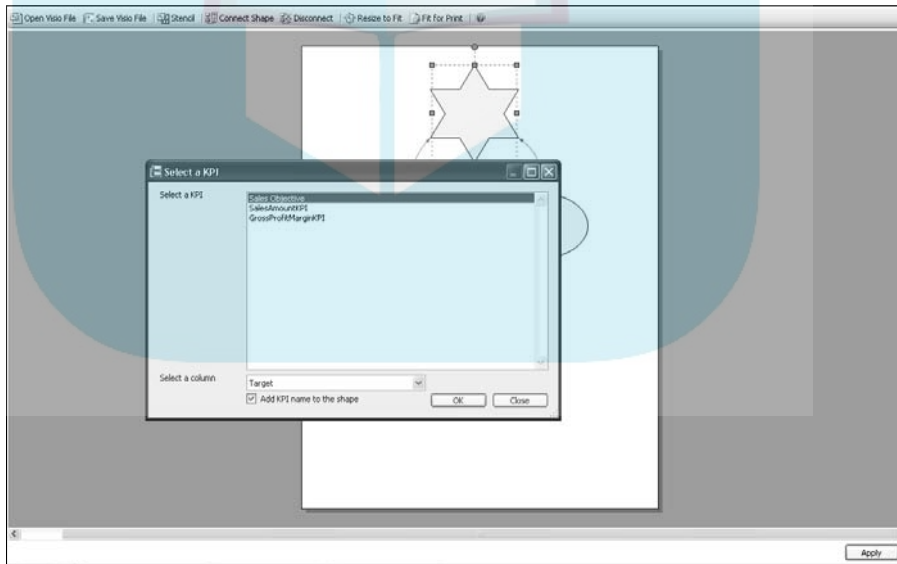 Open Visio File Save Visio File Stencil Connect Shape Disconnect Resize to Fit Fit for Print
Select a KPI
Select a KPI
Sales Objective
SalesAmountKPI
GrossProfitMarginKPI
Select a column
Target
Add KPI name to the shape
OK Close
Apply